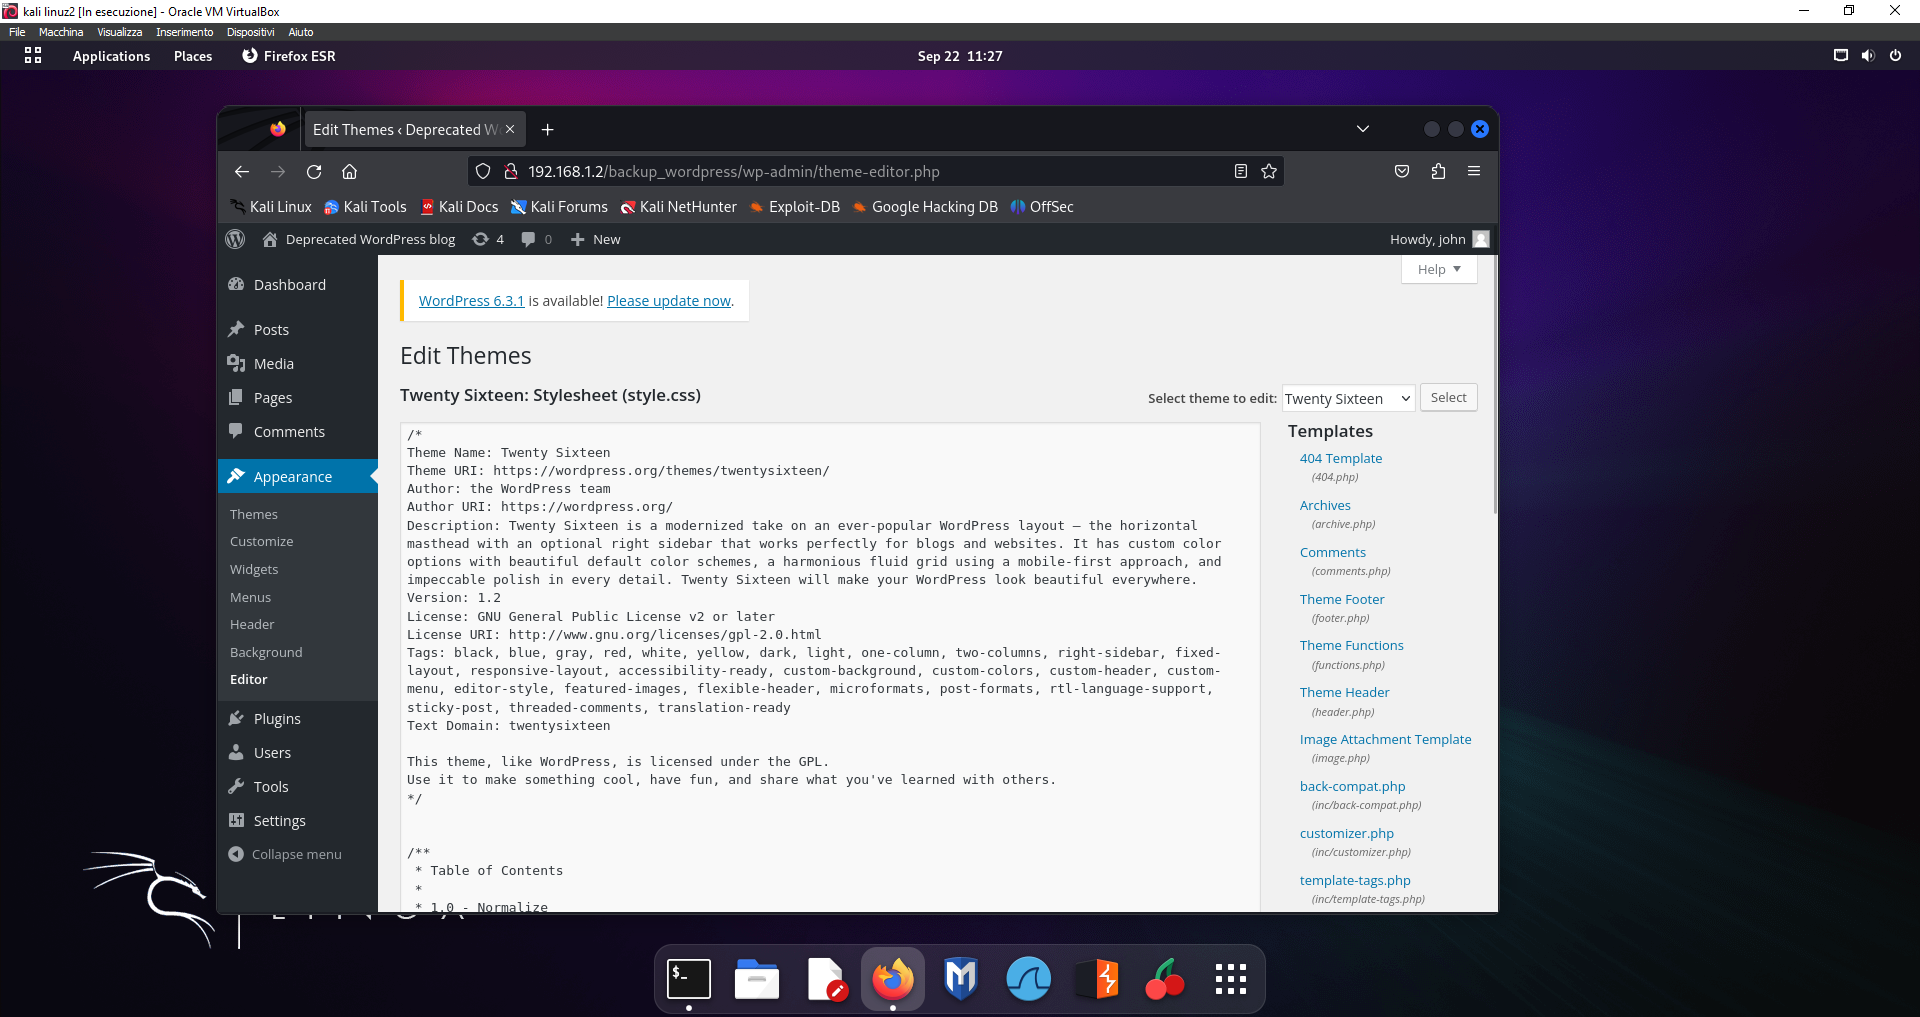 kali linuz2 [In esecuzione] - Oracle VM VirtualBox
File Macchina Visualizza Inserimento Dispositivi Aiuto
Applications Places Firefox ESR Sep 22 11:27
Edit Themes ‹ Deprecated W
192.168.1.2/backup_wordpress/wp-admin/theme-editor.php
Kali Linux Kali Tools Kali Docs Kali Forums Kali NetHunter Exploit-DB Google Hacking DB OffSec
Deprecated WordPress blog 4 0 New Howdy, john
Help
Dashboard
Posts
Media
Pages
Comments
Appearance
Themes
Customize
Widgets
Menus
Header
Background
Editor
Plugins
Users
Tools
Settings
Collapse menu
WordPress 6.3.1 is available! Please update now.
Edit Themes
Twenty Sixteen: Stylesheet (style.css)
Select theme to edit: Twenty Sixteen Select
/*
Theme Name: Twenty Sixteen
Theme URI: https://wordpress.org/themes/twentysixteen/
Author: the WordPress team
Author URI: https://wordpress.org/
Description: Twenty Sixteen is a modernized take on an ever-popular WordPress layout — the horizontal
masthead with an optional right sidebar that works perfectly for blogs and websites. It has custom color
options with beautiful default color schemes, a harmonious fluid grid using a mobile-first approach, and
impeccable polish in every detail. Twenty Sixteen will make your WordPress look beautiful everywhere.
Version: 1.2
License: GNU General Public License v2 or later
License URI: http://www.gnu.org/licenses/gpl-2.0.html
Tags: black, blue, gray, red, white, yellow, dark, light, one-column, two-columns, right-sidebar, fixed-
layout, responsive-layout, accessibility-ready, custom-background, custom-colors, custom-header, custom-
menu, editor-style, featured-images, flexible-header, microformats, post-formats, rtl-language-support,
sticky-post, threaded-comments, translation-ready
Text Domain: twentysixteen
This theme, like WordPress, is licensed under the GPL.
Use it to make something cool, have fun, and share what you've learned with others.
*/
/**
* Table of Contents
*
* 1.0 - Normalize
Templates
404 Template
(404.php)
Archives
(archive.php)
Comments
(comments.php)
Theme Footer
(footer.php)
Theme Functions
(functions.php)
Theme Header
(header.php)
Image Attachment Template
(image.php)
back-compat.php
(inc/back-compat.php)
customizer.php
(inc/customizer.php)
template-tags.php
(inc/template-tags.php)
$_